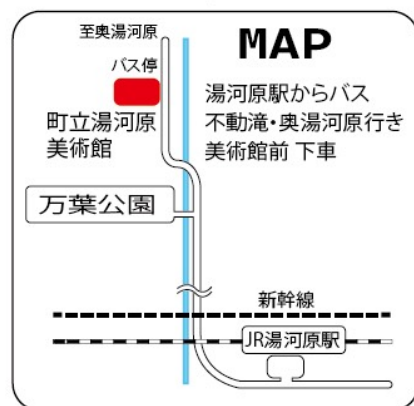 至奥湯河原
MAP
バス停
湯河原駅からバス
不動滝・奥湯河原行き
美術館前 下車
町立湯河原
美術館
万葉公園
新幹線
JR湯河原駅